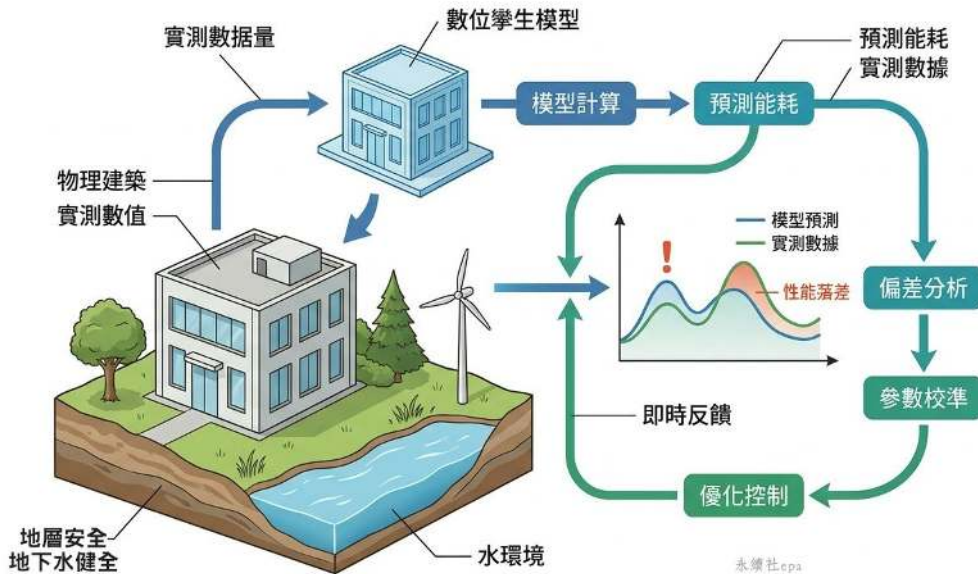 數位孿生模型
實測數据量
預測能耗
實測數據
模型計算
預測能耗
物理建築
實測數值
模型預測
實測數據
!
性能落差
偏差分析
即時反饋
參數校準
優化控制
地層安全
地下水健全
水環境
永續社epa